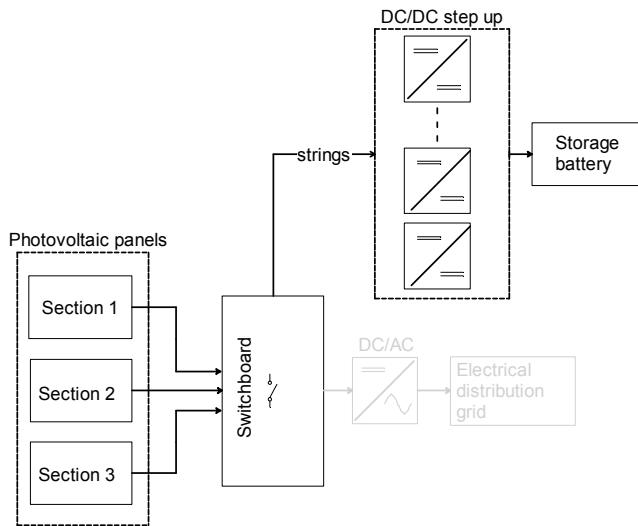 DC/DC step up
strings
Storage
battery
Photovoltaic panels
Section 1
Section 2
Section 3
Switchboard
DC/AC
Electrical
distribution
grid